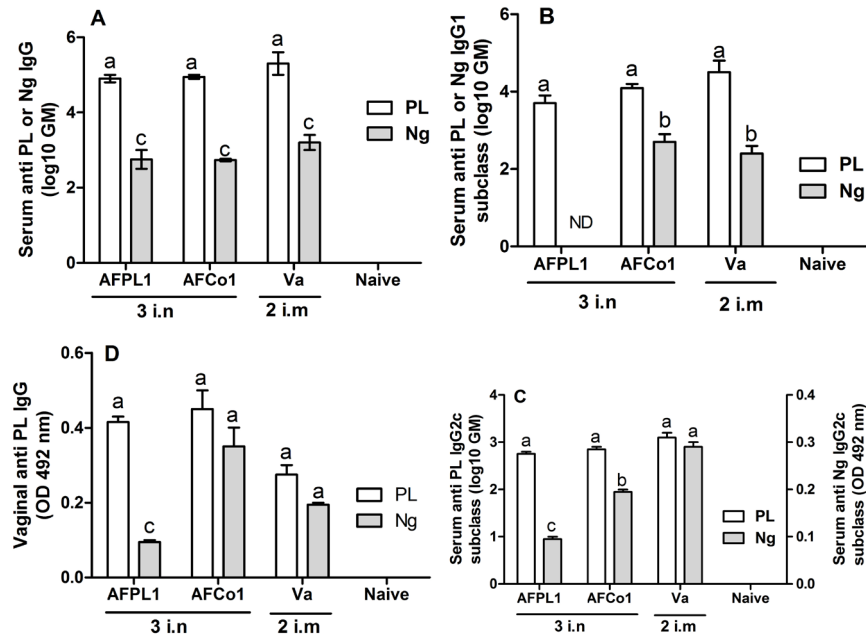 A
Serum anti PL or Ng IgG
(log10 GM)
6
4
2
0
a
c
a
c
a
c
PL
Ng
AFPL1
AFCo1
Va
Naive
3 i.n
2 i.m
B
Serum anti PL or Ng IgG1
subclass (log10 GM)
6
4
2
0
a
ND
a
b
a
b
PL
Ng
AFPL1
AFCo1
Va
Naive
3 i.n
2 i.m
D
Vaginal anti PL IgG
(OD 492 nm)
0.6
0.4
0.2
0.0
a
c
a
a
a
a
PL
Ng
AFPL1
AFCo1
Va
Naive
3 i.n
2 i.m
C
Serum anti PL IgG2c
subclass (log10 GM)
4
3
2
1
0
a
c
a
b
a
a
PL
Ng
0.4
0.3
0.2
0.1
0.0
Serum anti Ng IgG2c
subclass (OD 492 nm)
AFPL1
AFCo1
Va
Naive
3 i.n
2 i.m